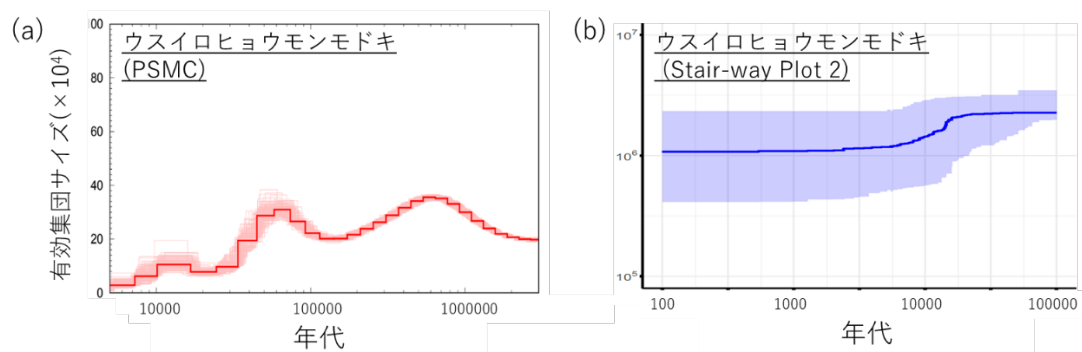 (a)
ウスイロヒョウモンモドキ
(PSMC)
有効集団サイズ(×10⁴)
00
80
60
40
20
0
10000 100000 1000000
年代
(b)
ウスイロヒョウモンモドキ
(Stair-way Plot 2)
10⁷
10⁶
10⁵
100 1000 10000 100000
年代